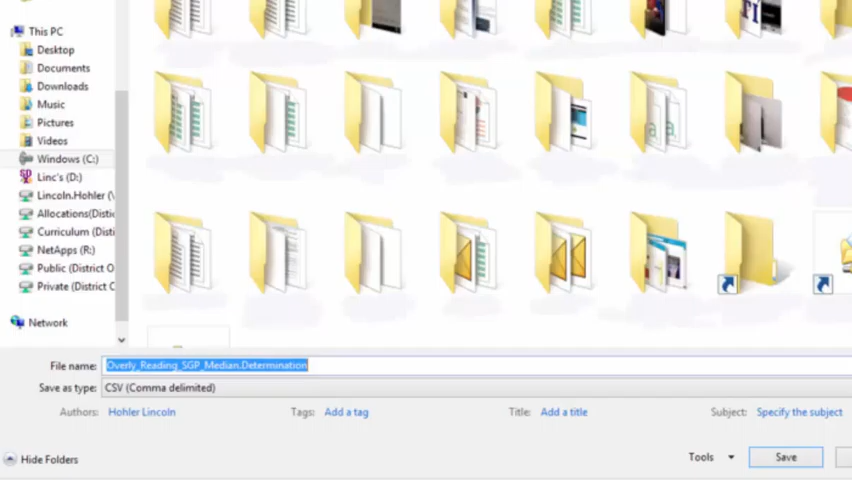 This PC
Desktop
Documents
Downloads
Music
Pictures
Videos
Windows (C:)
Linc's (D:)
Lincoln.Hohler (\
Allocations(Distic
Curriculum (Distr
NetApps (R:)
Public (District O
Private (District C
Network
File name: Overly_Reading_SGP_Median.Determination
Save as type: CSV (Comma delimited)
Authors: Hohler Lincoln Tags: Add a tag Title: Add a title Subject: Specify the subject
Hide Folders Tools Save